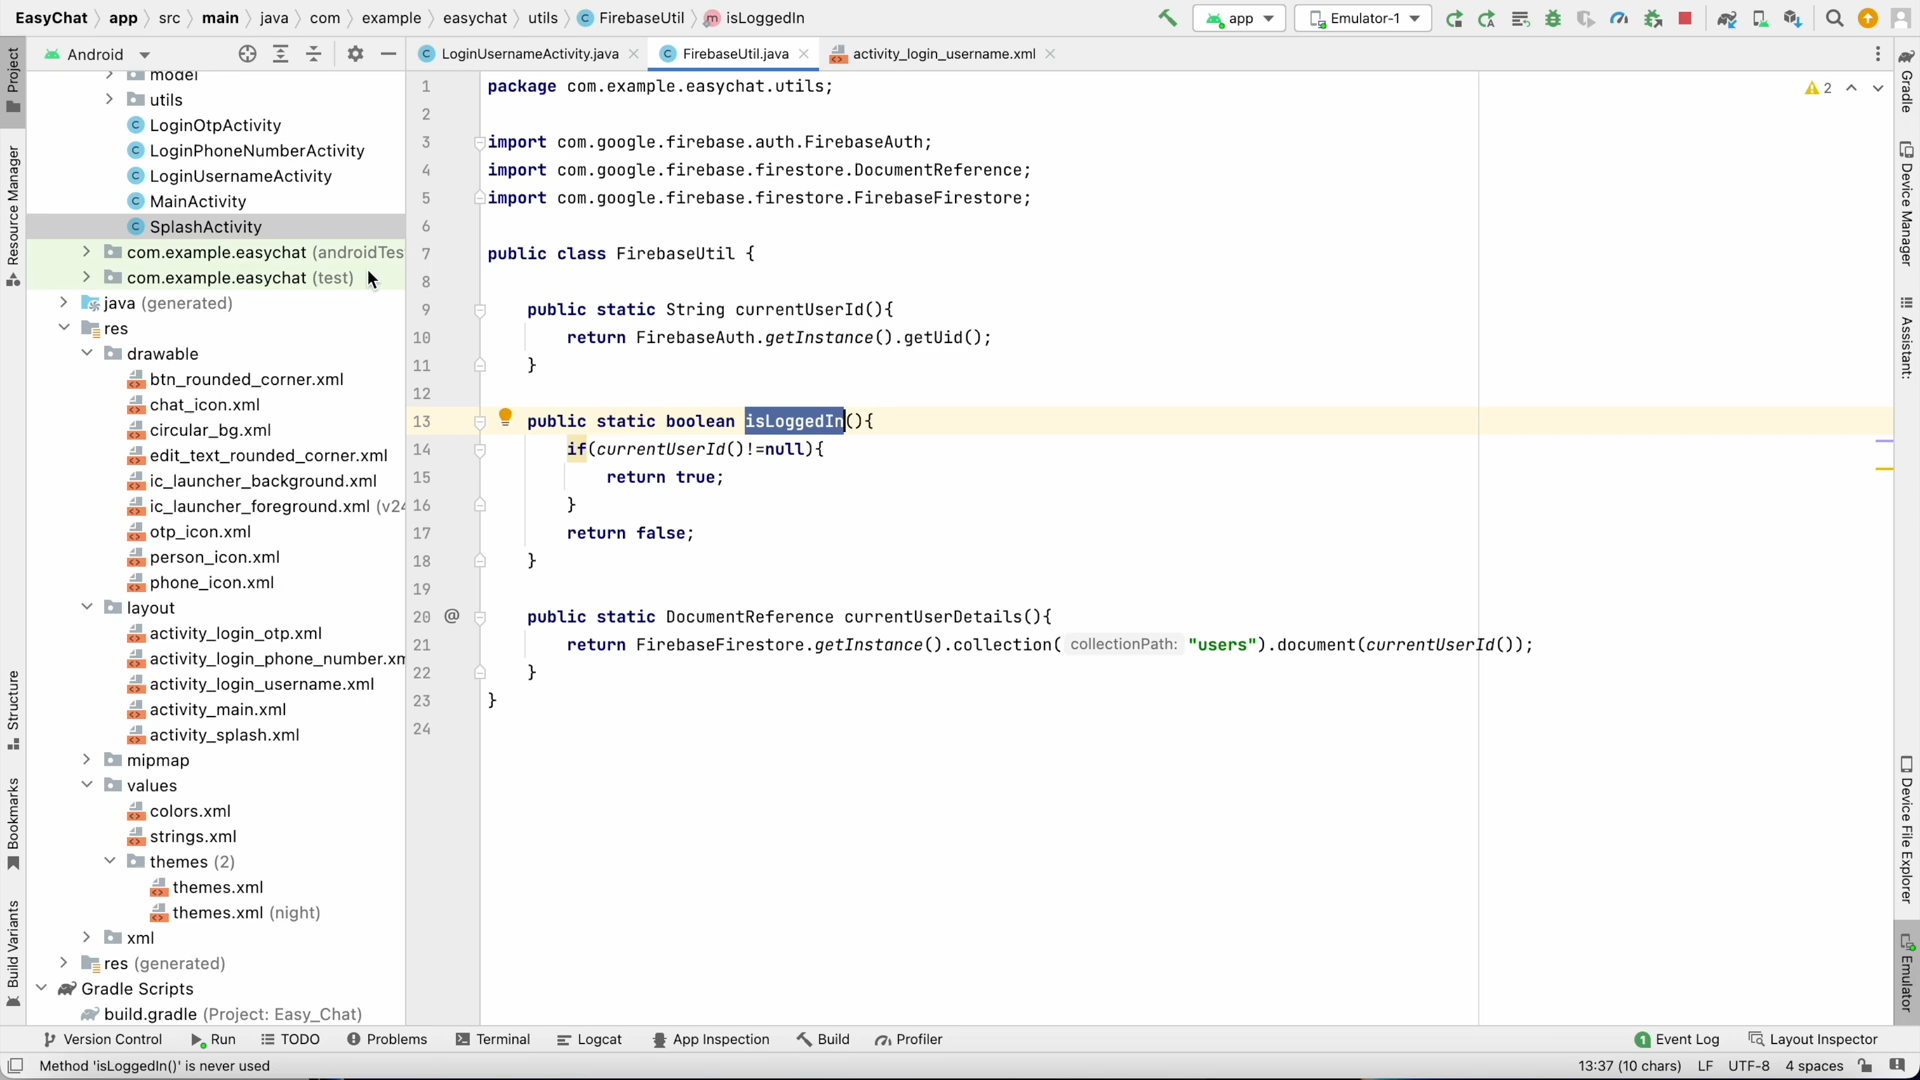 EasyChat > app > src > main > java > com > example > easychat > utils > FirebaseUtil > isLoggedIn
app
Emulator-1
Android
LoginUsernameActivity.java
FirebaseUtil.java
activity_login_username.xml
Project
Resource Manager
Structure
Bookmarks
Build Variants
model
utils
LoginOtpActivity
LoginPhoneNumberActivity
LoginUsernameActivity
MainActivity
SplashActivity
com.example.easychat (androidTes
com.example.easychat (test)
java (generated)
res
drawable
btn_rounded_corner.xml
chat_icon.xml
circular_bg.xml
edit_text_rounded_corner.xml
ic_launcher_background.xml
ic_launcher_foreground.xml (v24
otp_icon.xml
person_icon.xml
phone_icon.xml
layout
activity_login_otp.xml
activity_login_phone_number.xm
activity_login_username.xml
activity_main.xml
activity_splash.xml
mipmap
values
colors.xml
strings.xml
themes (2)
themes.xml
themes.xml (night)
xml
res (generated)
Gradle Scripts
build.gradle (Project: Easy_Chat)
2
1 package com.example.easychat.utils;
2
3 import com.google.firebase.auth.FirebaseAuth;
4 import com.google.firebase.firestore.DocumentReference;
5 import com.google.firebase.firestore.FirebaseFirestore;
6
7 public class FirebaseUtil {
8
9 public static String currentUserId(){
10 return FirebaseAuth.getInstance().getUid();
11 }
12
13 public static boolean isLoggedIn(){
14 if(currentUserId()!=null){
15 return true;
16 }
17 return false;
18 }
19
20 @ public static DocumentReference currentUserDetails(){
21 return FirebaseFirestore.getInstance().collection( collectionPath: "users").document(currentUserId());
22 }
23 }
24
Gradle
Device Manager
Assistant:
Device File Explorer
Emulator
Version Control
Run
TODO
Problems
Terminal
Logcat
App Inspection
Build
Profiler
1 Event Log
Layout Inspector
Method 'isLoggedIn()' is never used
13:37 (10 chars) LF UTF-8 4 spaces